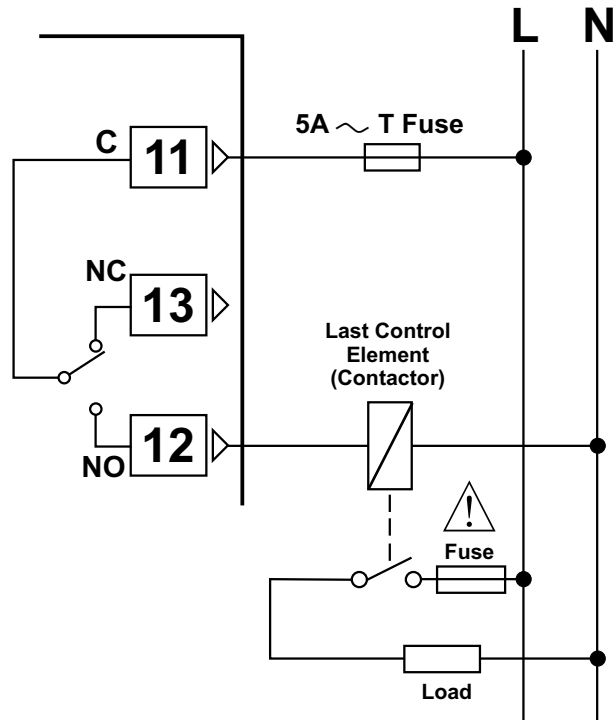 L N
5A ~ T Fuse
C 11
NC 13
Last Control
Element
(Contactor)
12
NO
Fuse
Load